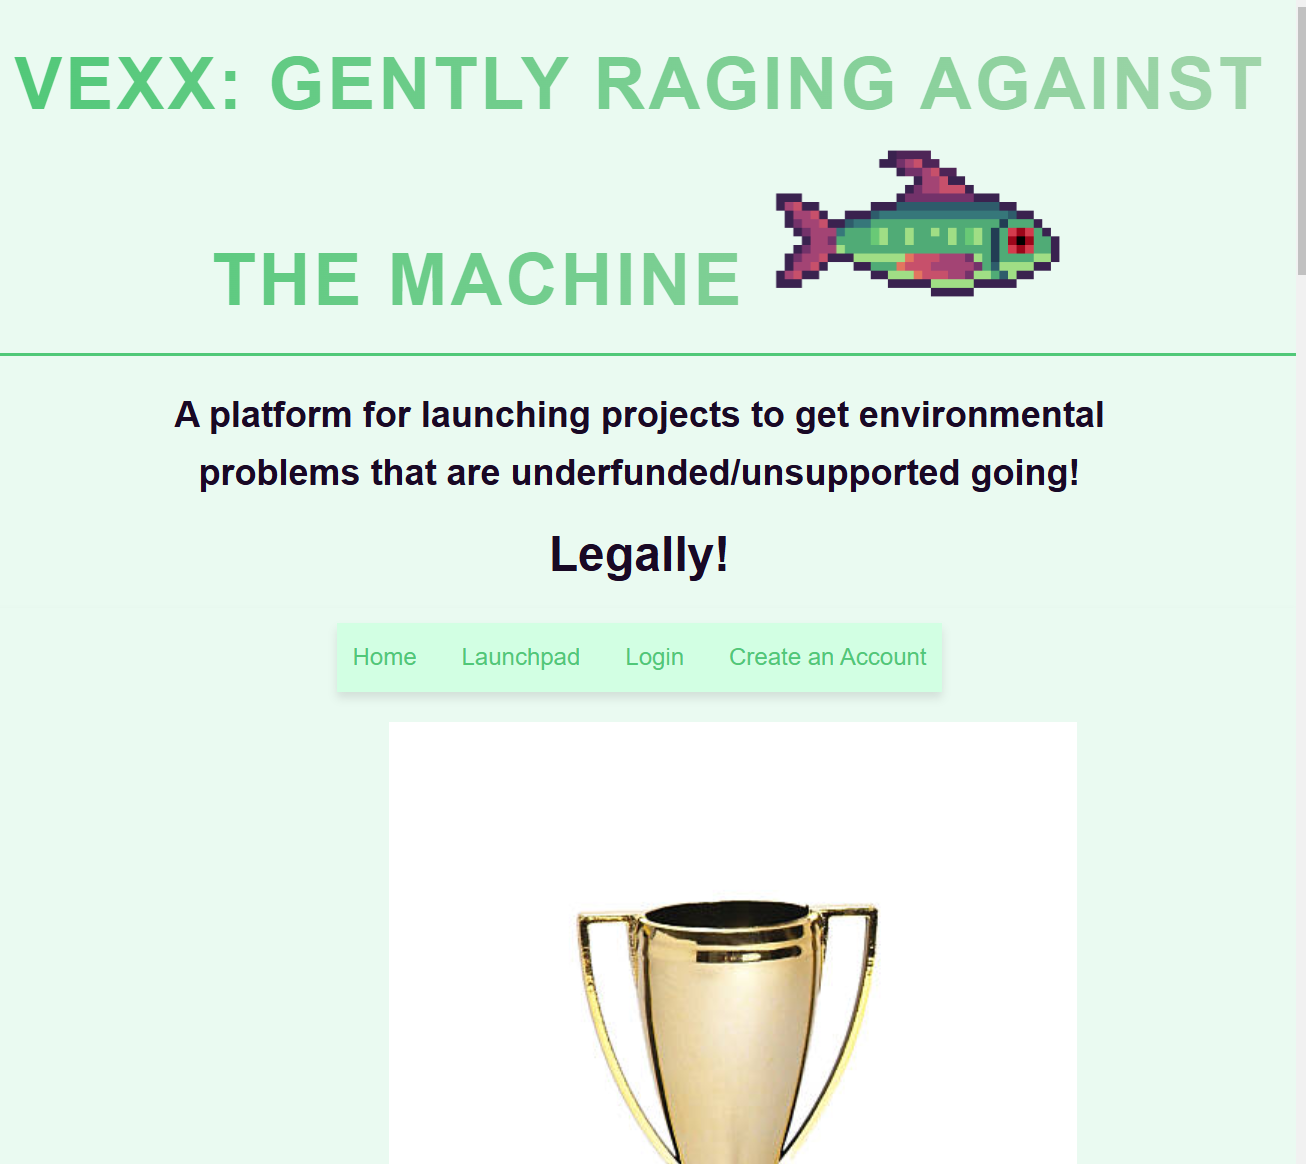 VEXX: GENTLY RAGING AGAINST
THE MACHINE
A platform for launching projects to get environmental
problems that are underfunded/unsupported going!
Legally!
Home Launchpad Login Create an Account